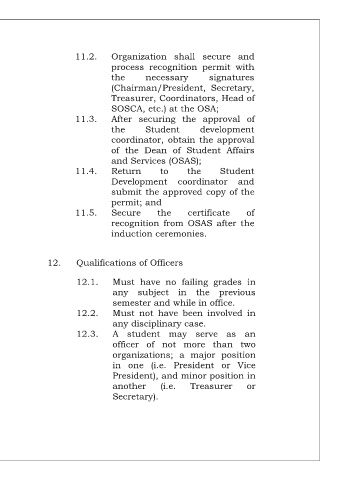 11.2. Organization shall secure and
process recognition permit with
the necessary signatures
(Chairman/President, Secretary,
Treasurer, Coordinators, Head of
SOSCA, etc.) at the OSA;
11.3. After securing the approval of
the Student development
coordinator, obtain the approval
of the Dean of Student Affairs
and Services (OSAS);
11.4. Return to the Student
Development coordinator and
submit the approved copy of the
permit; and
11.5. Secure the certificate of
recognition from OSAS after the
induction ceremonies.
12. Qualifications of Officers
12.1. Must have no failing grades in
any subject in the previous
semester and while in office.
12.2. Must not have been involved in
any disciplinary case.
12.3. A student may serve as an
officer of not more than two
organizations; a major position
in one (i.e. President or Vice
President), and minor position in
another (i.e. Treasurer or
Secretary).